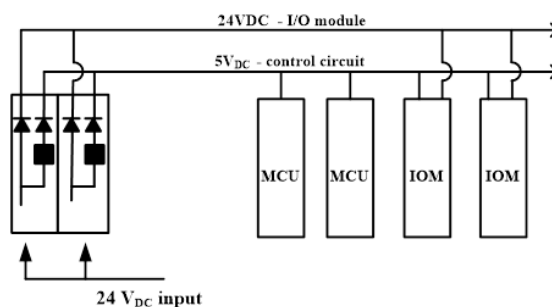 24VDC - I/O module
5VDC - control circuit
MCU
MCU
IOM
IOM
24 VDC input